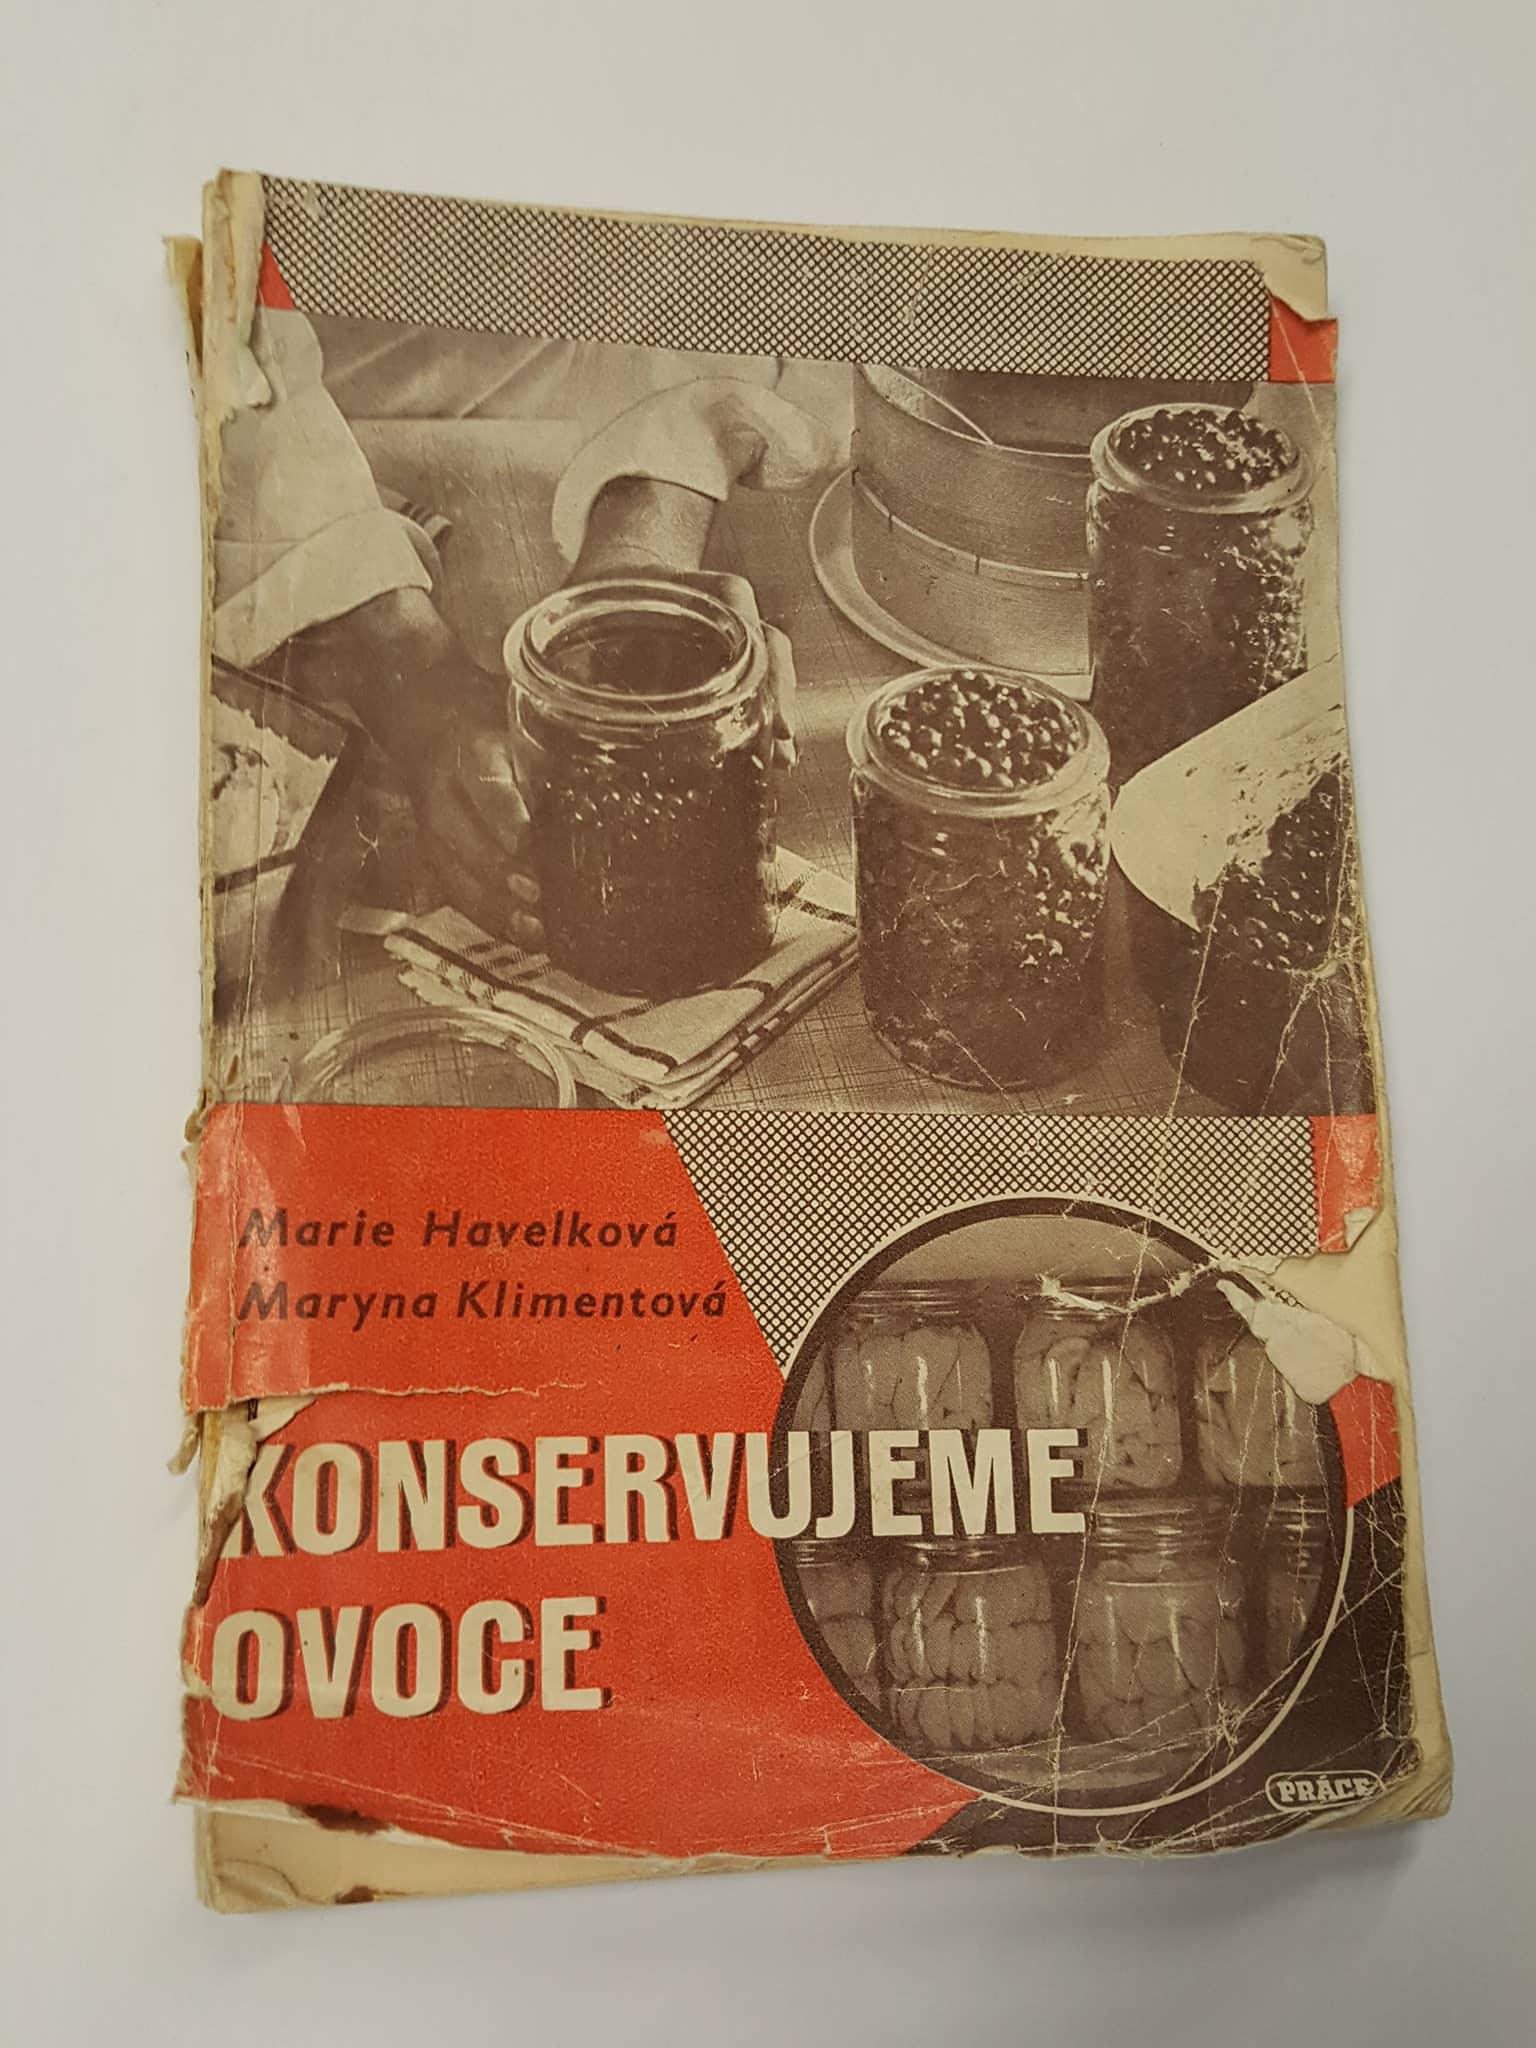 Marie Havelková
Maryna Klimentová
KONSERVUJEME
OVOCE
PRÁCE